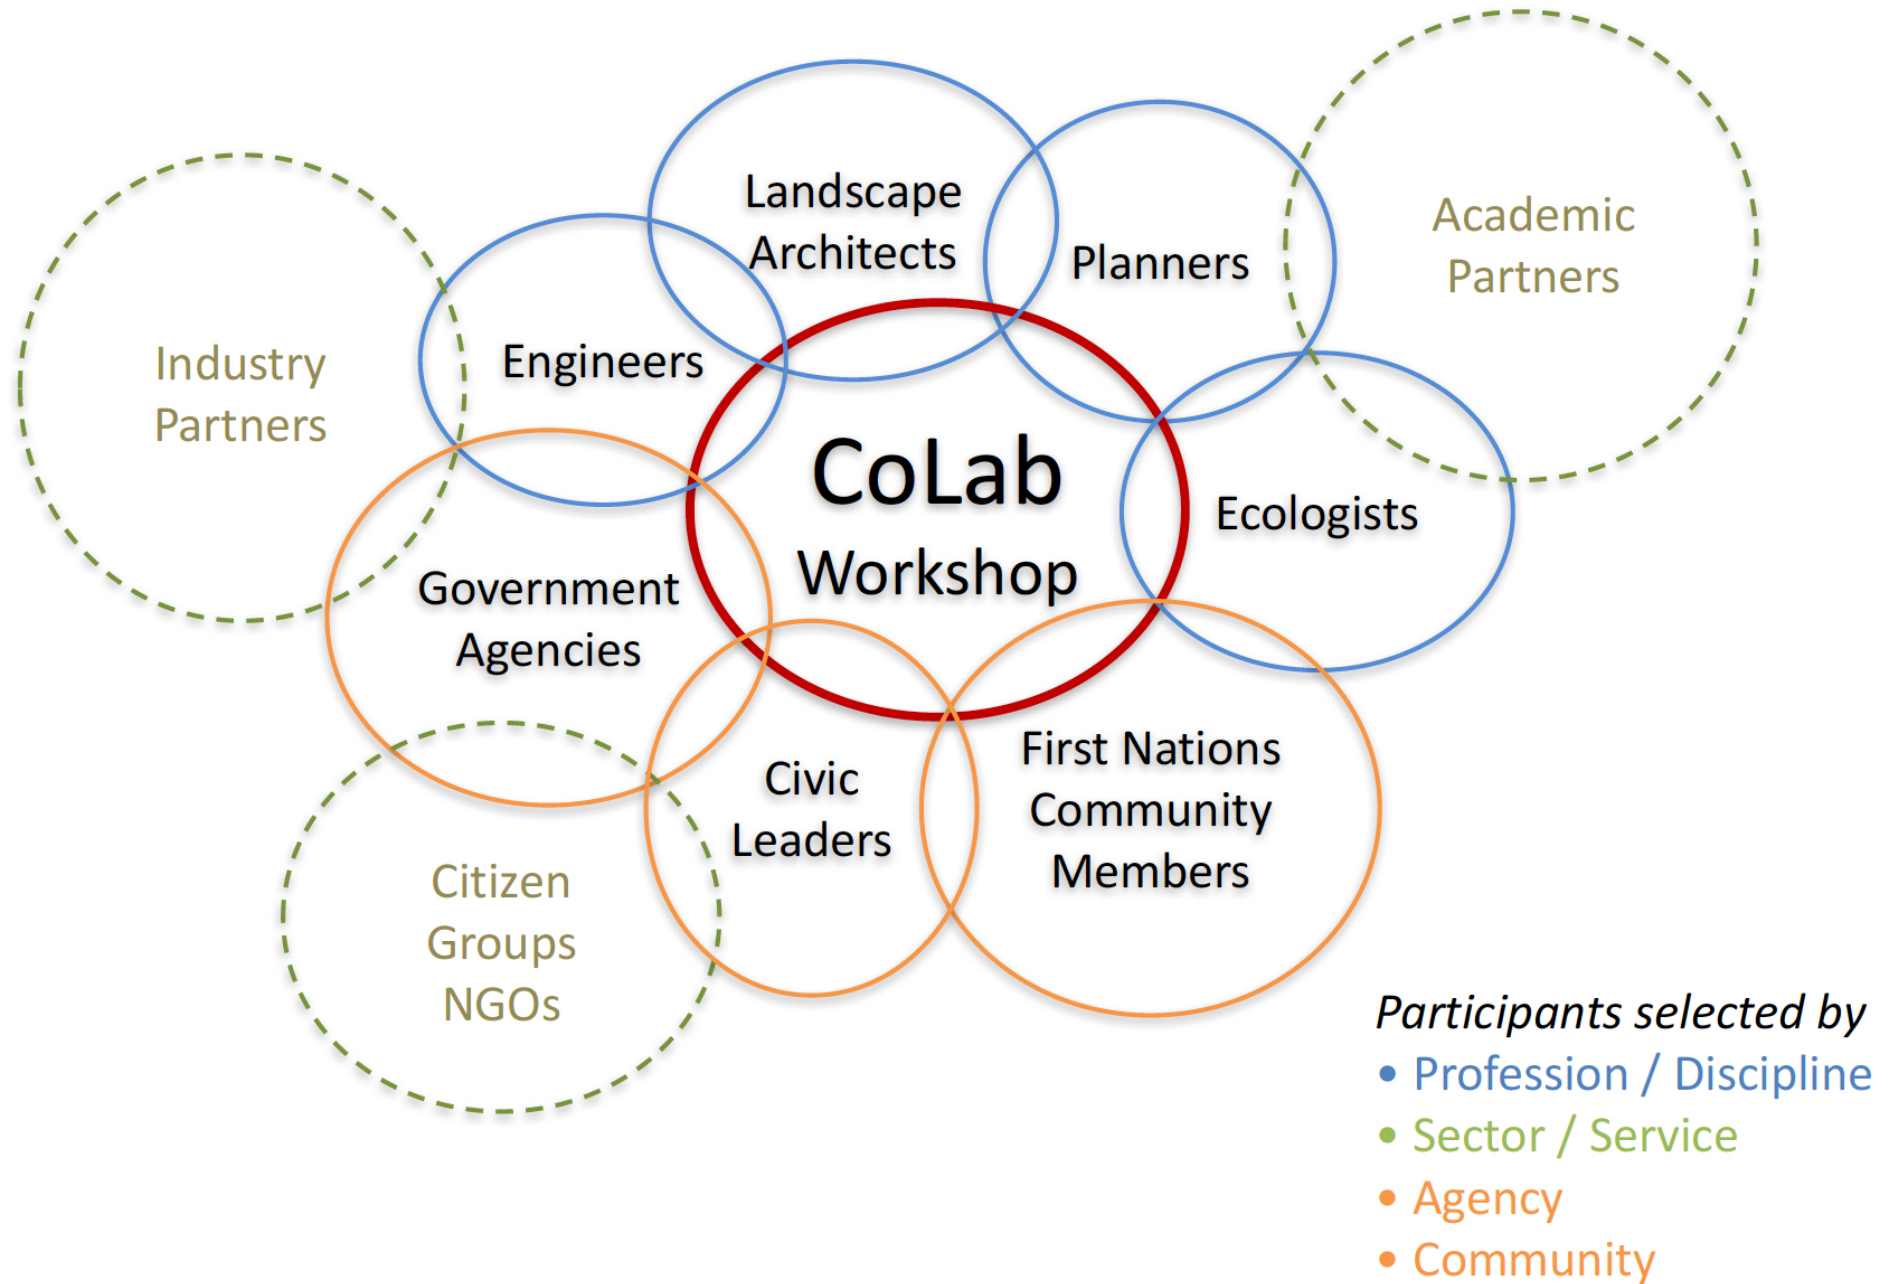 Landscape
Architects
Planners
Academic
Partners
Industry
Partners
Engineers
CoLab
Workshop
Ecologists
Government
Agencies
Civic
Leaders
First Nations
Community
Members
Citizen
Groups
NGOs
Participants selected by
• Profession / Discipline
• Sector / Service
• Agency
• Community